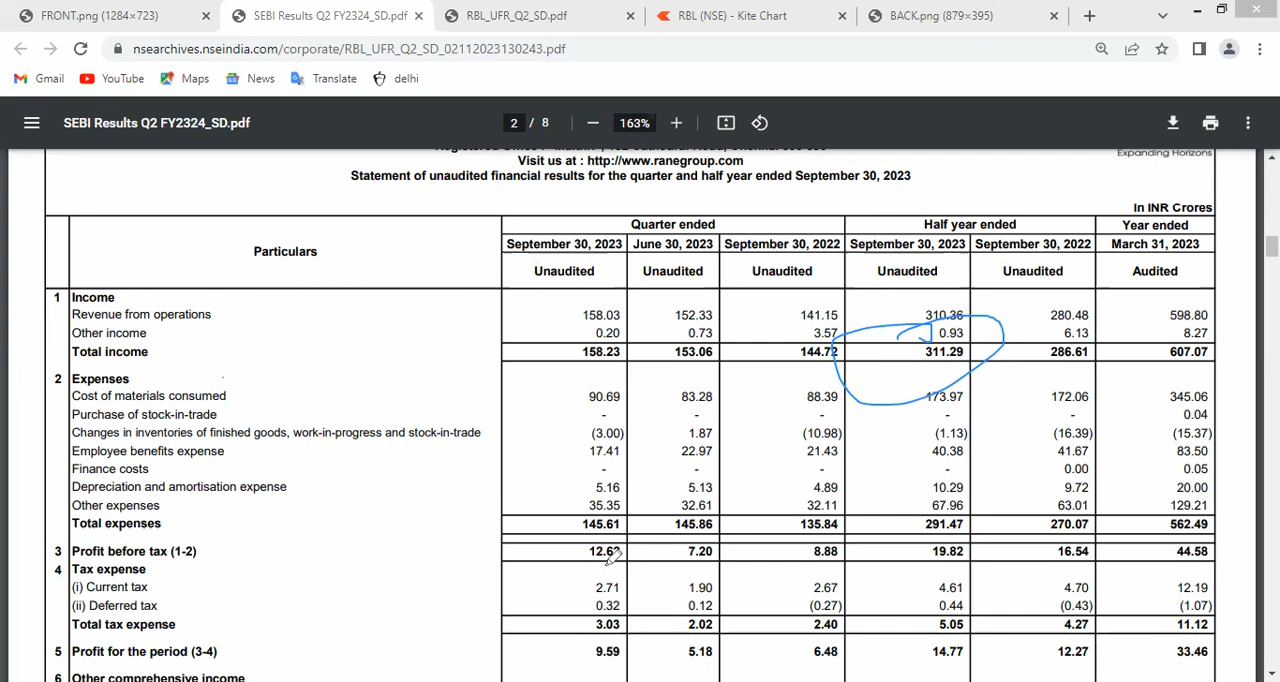 FRONT.png (1284×723)
SEBI Results Q2 FY2324_SD.pdf
RBL_UFR_Q2_SD.pdf
RBL (NSE) - Kite Chart
BACK.png (879×395)
nsearchives.nseindia.com/corporate/RBL_UFR_Q2_SD_02112023130243.pdf
Gmail YouTube Maps News Translate delhi
SEBI Results Q2 FY2324_SD.pdf 2 / 8 163%
Expanding Horizons
Visit us at : http://www.ranegroup.com
Statement of unaudited financial results for the quarter and half year ended September 30, 2023
In INR Crores
Particulars Quarter ended Half year ended Year ended
September 30, 2023 June 30, 2023 September 30, 2022 September 30, 2023 September 30, 2022 March 31, 2023
Unaudited Unaudited Unaudited Unaudited Unaudited Audited
1 Income
Revenue from operations 158.03 152.33 141.15 310.36 280.48 598.80
Other income 0.20 0.73 3.57 0.93 6.13 8.27
Total income 158.23 153.06 144.72 311.29 286.61 607.07
2 Expenses
Cost of materials consumed 90.69 83.28 88.39 173.97 172.06 345.06
Purchase of stock-in-trade - - - - - 0.04
Changes in inventories of finished goods, work-in-progress and stock-in-trade (3.00) 1.87 (10.98) (1.13) (16.39) (15.37)
Employee benefits expense 17.41 22.97 21.43 40.38 41.67 83.50
Finance costs - - - - 0.00 0.05
Depreciation and amortisation expense 5.16 5.13 4.89 10.29 9.72 20.00
Other expenses 35.35 32.61 32.11 67.96 63.01 129.21
Total expenses 145.61 145.86 135.84 291.47 270.07 562.49
3 Profit before tax (1-2) 12.62 7.20 8.88 19.82 16.54 44.58
4 Tax expense
(i) Current tax 2.71 1.90 2.67 4.61 4.70 12.19
(ii) Deferred tax 0.32 0.12 (0.27) 0.44 (0.43) (1.07)
Total tax expense 3.03 2.02 2.40 5.05 4.27 11.12
5 Profit for the period (3-4) 9.59 5.18 6.48 14.77 12.27 33.46
6 Other comprehensive income